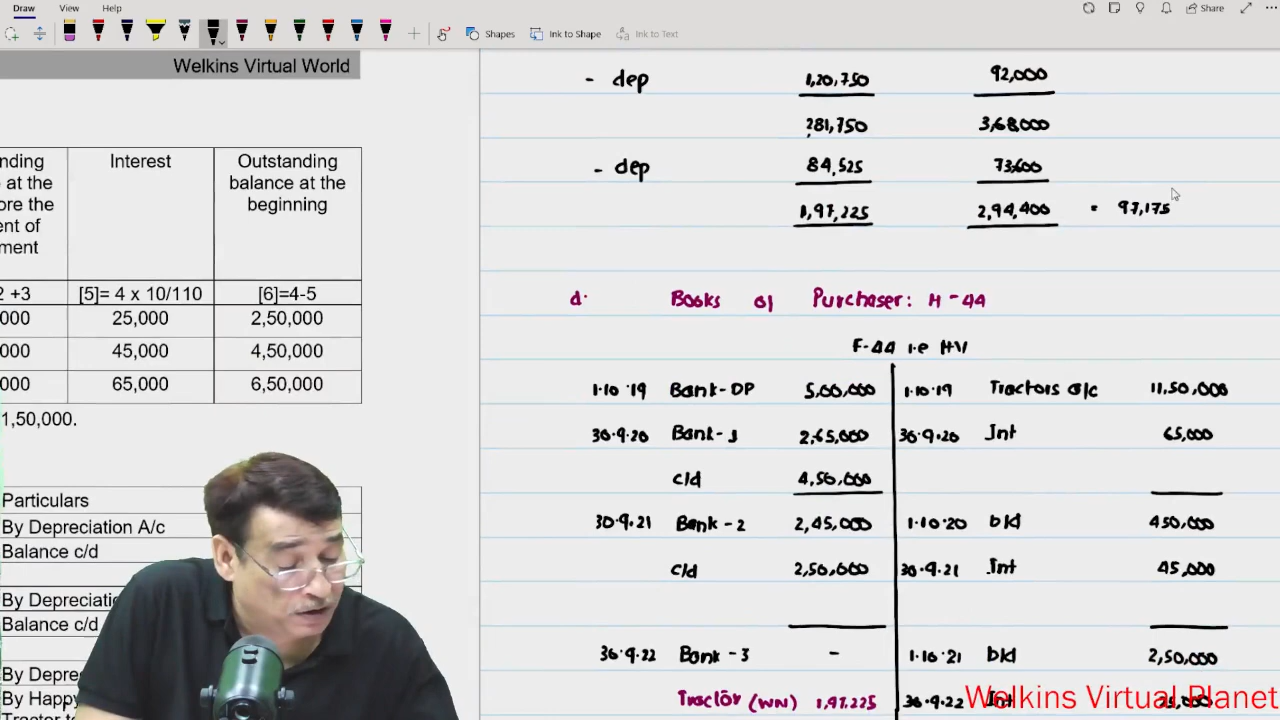 Draw View Help
Share
Shapes Ink to Shape Ink to Text
Welkins Virtual World
nding Interest Outstanding
at the balance at the
ore the beginning
ent of
ment
2 +3 [5]= 4 x 10/110 [6]=4-5
000 25,000 2,50,000
000 45,000 4,50,000
000 65,000 6,50,000
1,50,000.
Particulars
By Depreciation A/c
Balance c/d
By Depreciatio
Balance c/d
By Depre
By Happy
Tractor to
- dep 1,20,750 92,000
281,750 3,68,000
- dep 84,525 73,600
1,97,225 2,94,400 = 97,175
d. Books of Purchaser: H-44
F-44 i.e HV
1.10.19 Bank-DP 5,00,000 1.10.19 Tractors a/c 11,50,000
30.9.20 Bank-1 2,65,000 30.9.20 Int 65,000
c/d 4,50,000
30.9.21 Bank-2 2,45,000 1.10.20 b/d 450,000
c/d 2,50,000 30.9.21 Int 45,000
30.9.22 Bank-3 - 1.10.21 b/d 2,50,000
Tractor (WN) 1,97,225 30.9.22 Int 25,000
Welkins Virtual Planet